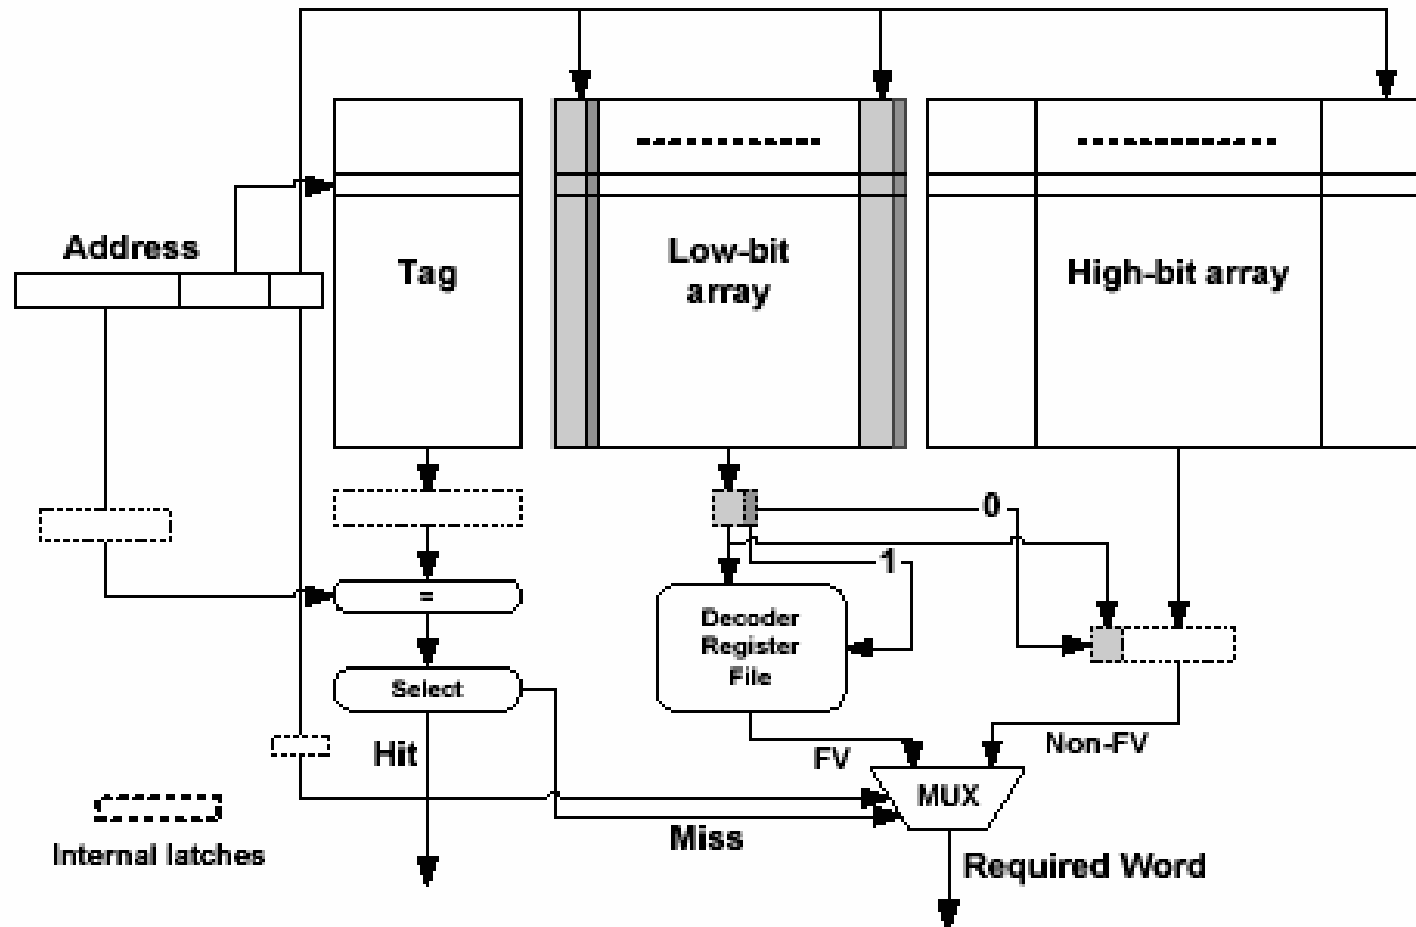 Address
Tag
Low-bit
array
High-bit array
0
1
=
Decoder
Register
File
Select
Hit
FV
Non-FV
MUX
Miss
Internal latches
Required Word